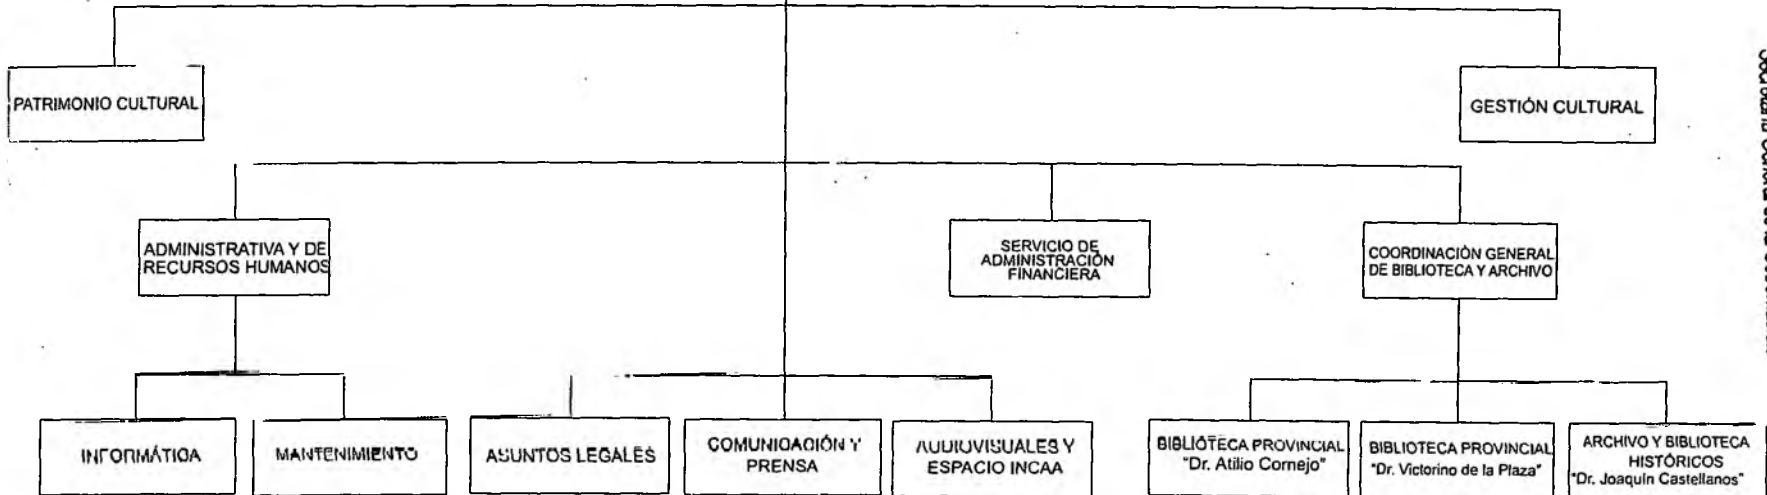 PATRIMONIO CULTURAL
GESTIÓN CULTURAL
ADMINISTRATIVA Y DE
RECURSOS HUMANOS
SERVICIO DE
ADMINISTRACIÓN
FINANCIERA
COORDINACIÓN GENERAL
DE BIBLIOTECA Y ARCHIVO
INFORMÁTICA
MANTENIMIENTO
ASUNTOS LEGALES
COMUNICACIÓN Y
PRENSA
AUDIOVISUALES Y
ESPACIO INCAA
BIBLIOTECA PROVINCIAL
"Dr. Atilio Cornejo"
BIBLIOTECA PROVINCIAL
"Dr. Victorino de la Plaza"
ARCHIVO Y BIBLIOTECA
HISTÓRICOS
"Dr. Joaquín Castellanos"